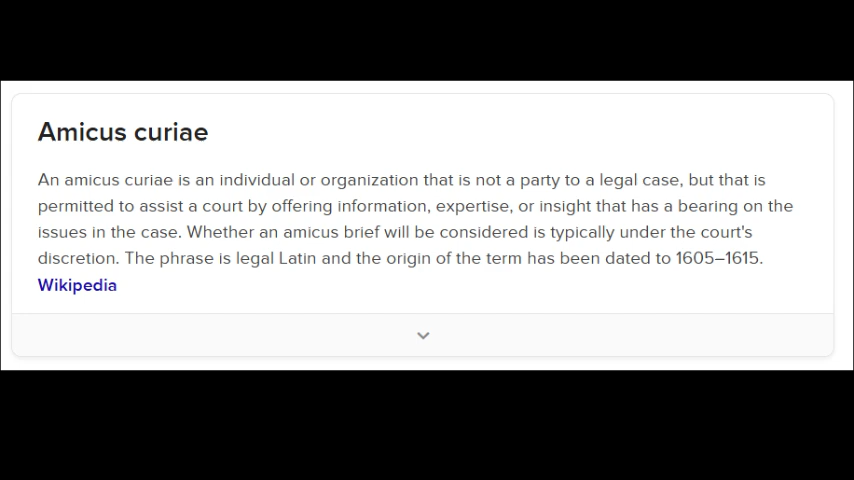 Amicus curiae
An amicus curiae is an individual or organization that is not a party to a legal case, but that is
permitted to assist a court by offering information, expertise, or insight that has a bearing on the
issues in the case. Whether an amicus brief will be considered is typically under the court's
discretion. The phrase is legal Latin and the origin of the term has been dated to 1605–1615.
Wikipedia